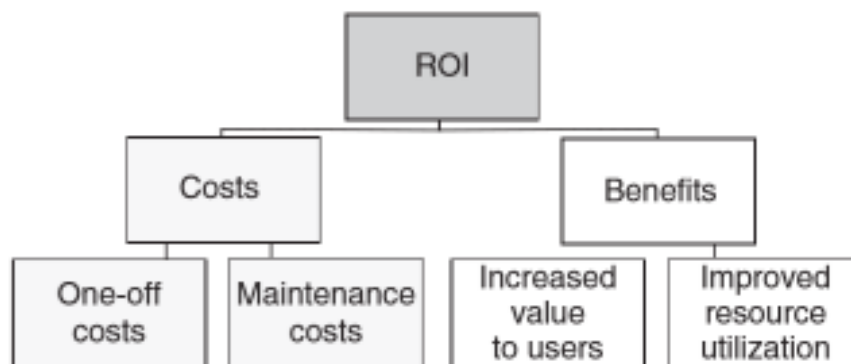 ROI
Costs
Benefits
One-off
costs
Maintenance
costs
Increased
value
to users
Improved
resource
utilization